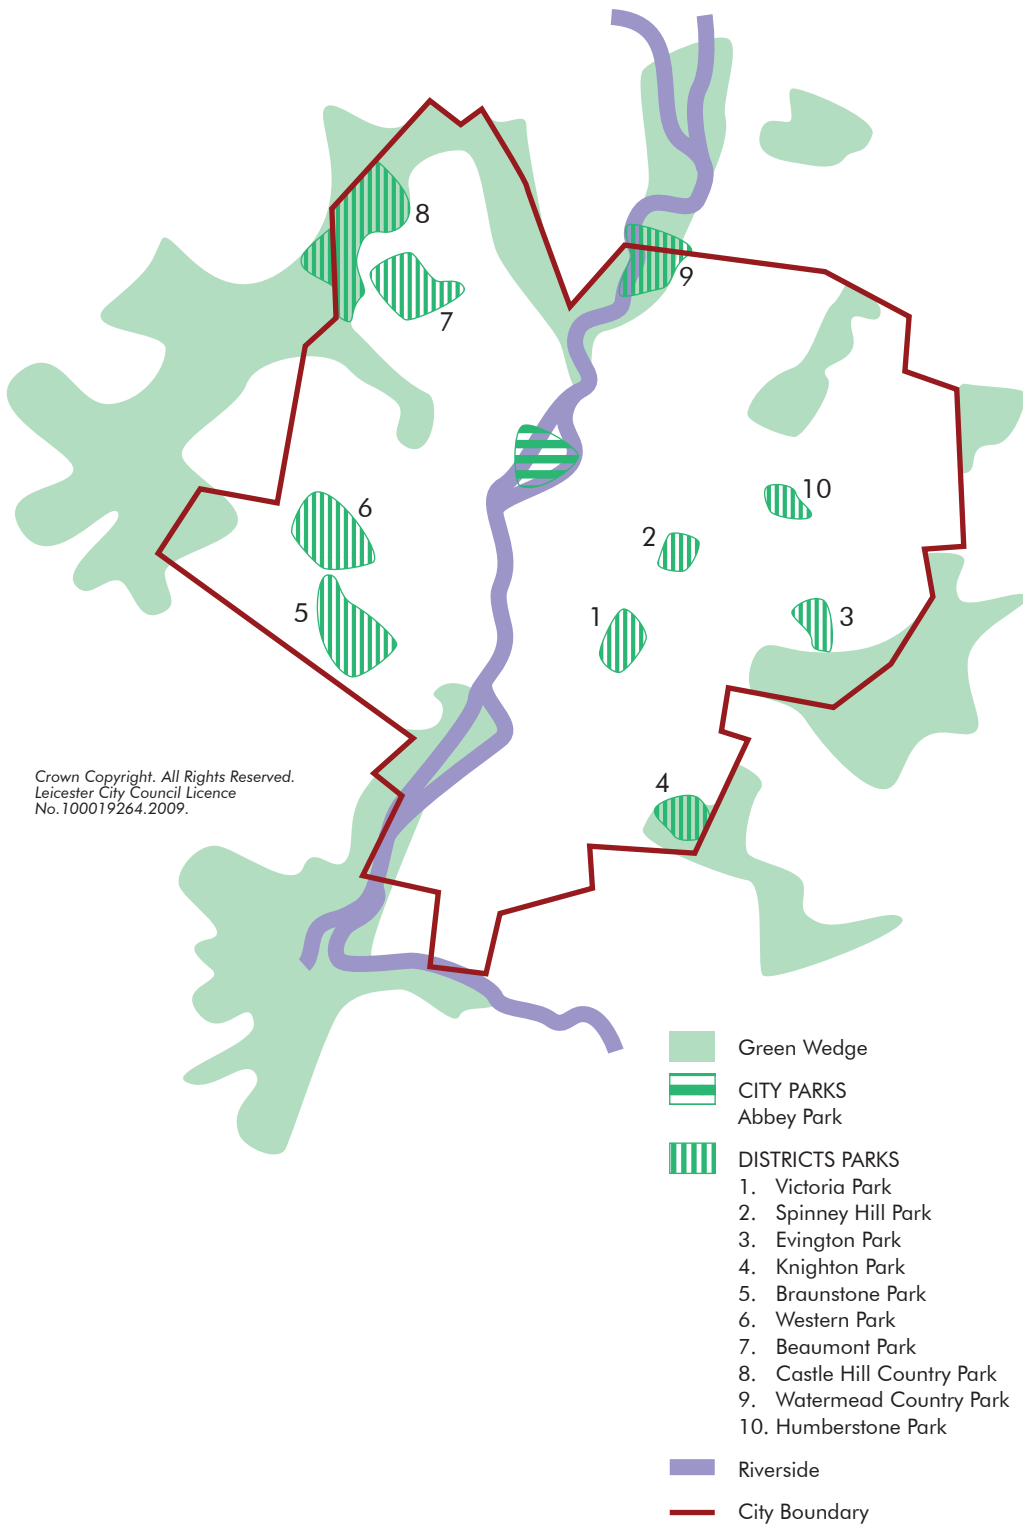 8
9
7
10
6
2
5
1
3
4
Crown Copyright. All Rights Reserved.
Leicester City Council Licence
No.100019264.2009.
Green Wedge
CITY PARKS
Abbey Park
DISTRICTS PARKS
1. Victoria Park
2. Spinney Hill Park
3. Evington Park
4. Knighton Park
5. Braunstone Park
6. Western Park
7. Beaumont Park
8. Castle Hill Country Park
9. Watermead Country Park
10. Humberstone Park
Riverside
City Boundary